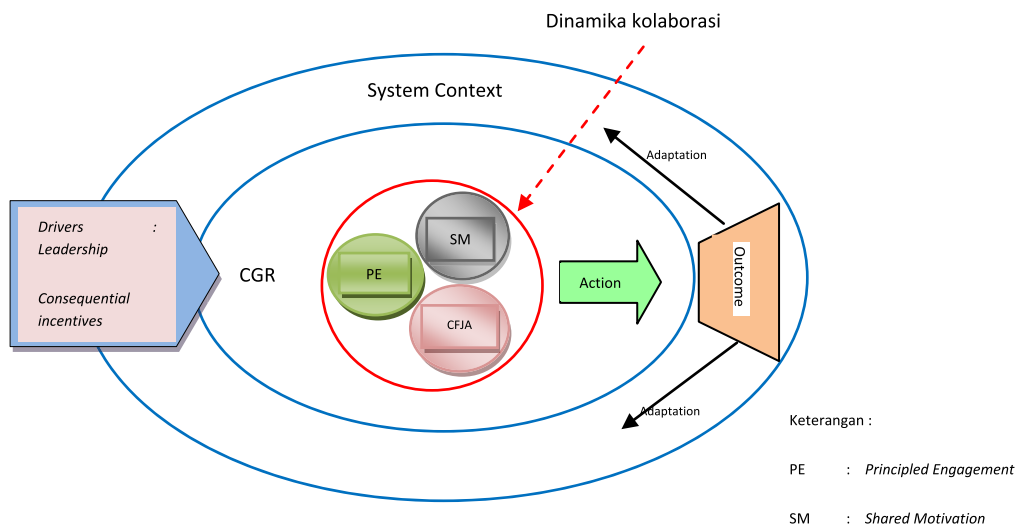 Dinamika kolaborasi
System Context
Adaptation
Drivers :
Leadership
Consequential
incentives
CGR
SM
PE
CFJA
Action
Outcome
Adaptation
Keterangan :
PE : Principled Engagement
SM : Shared Motivation